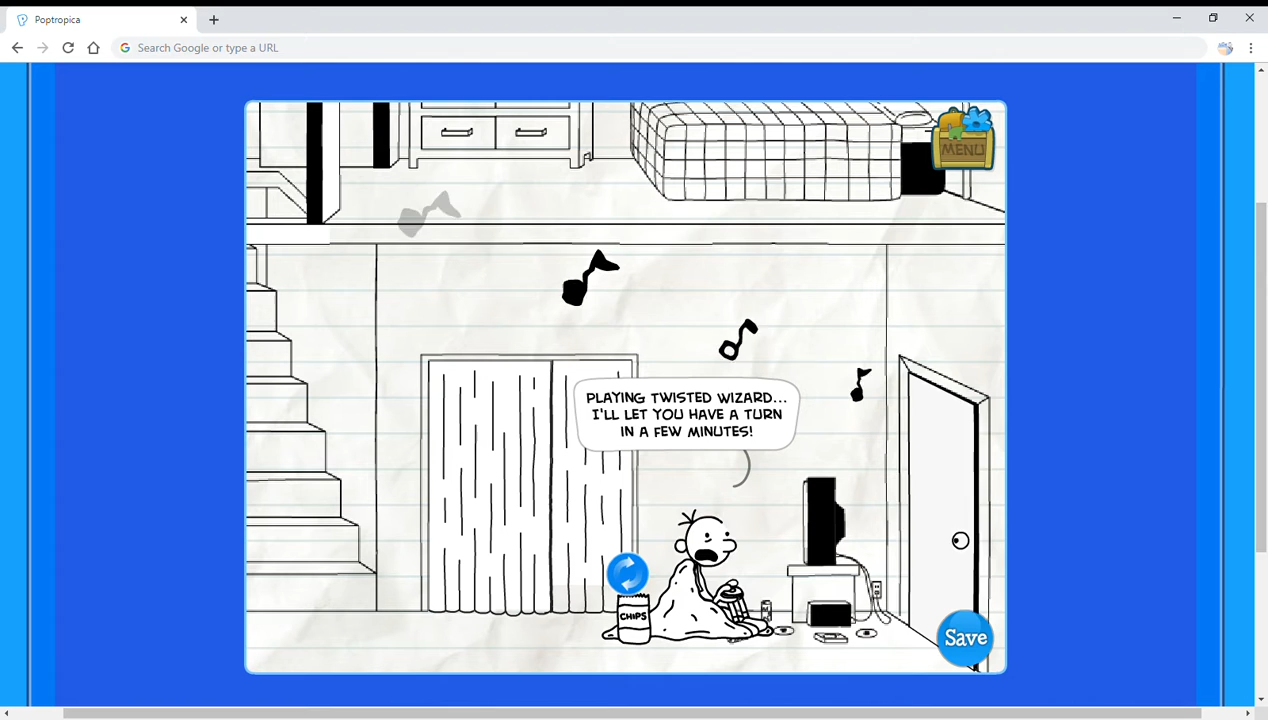 Poptropica
Search Google or type a URL
MENU
PLAYING TWISTED WIZARD...
I'LL LET YOU HAVE A TURN
IN A FEW MINUTES!
CHIPS
Save